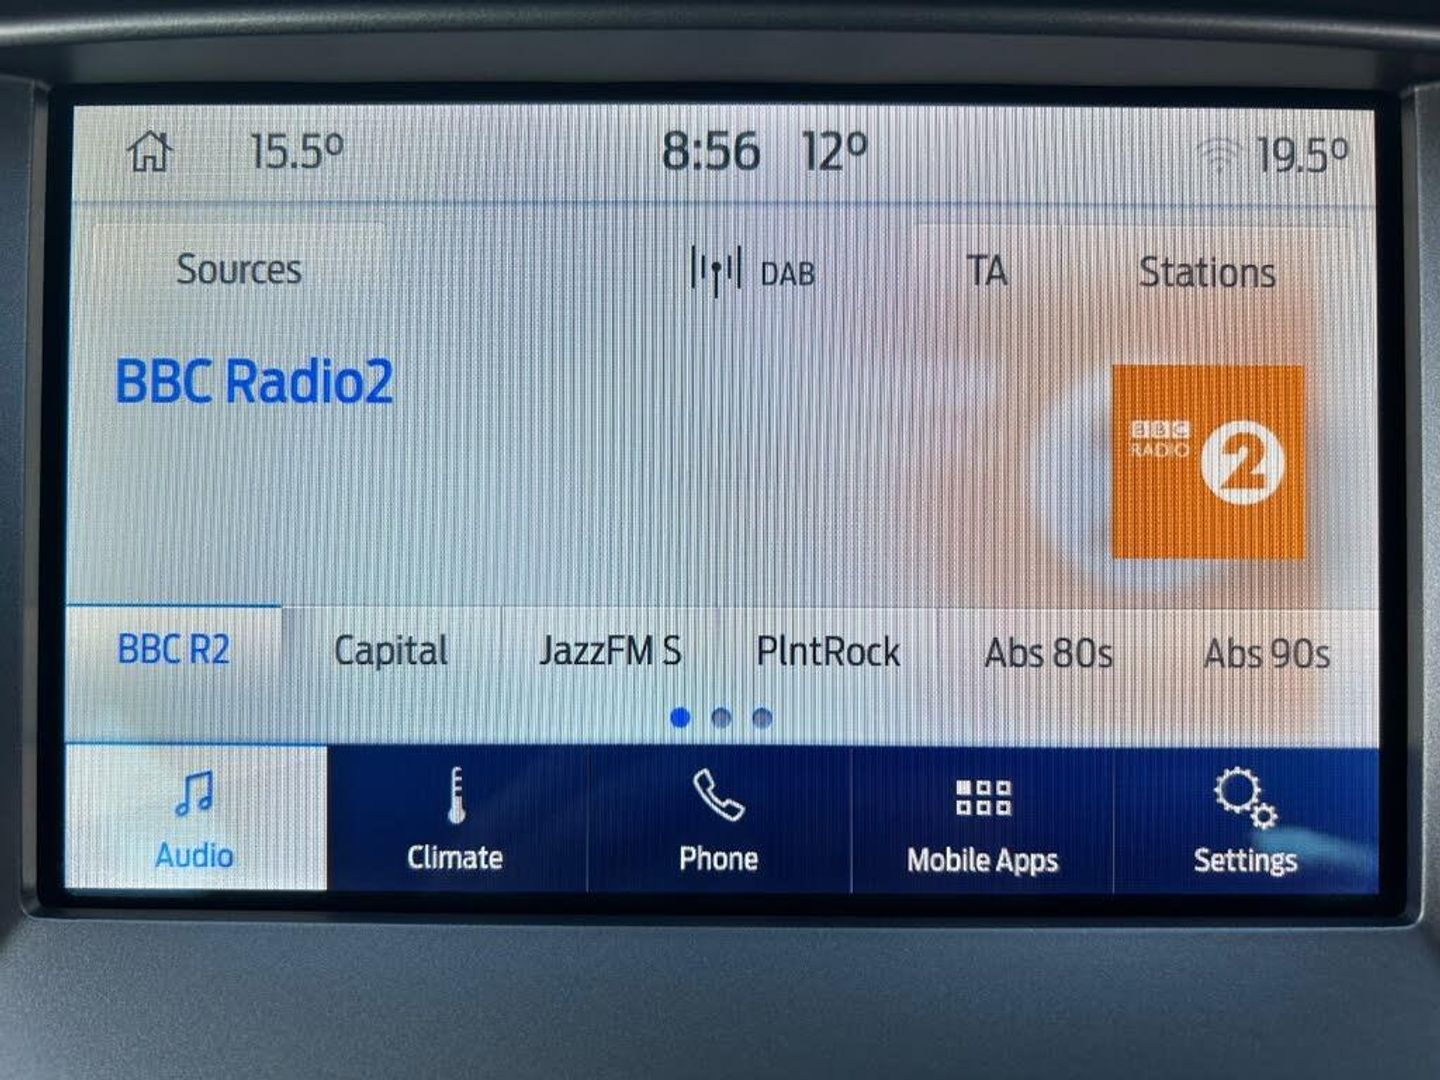 15.5° 8:56 12° 19.5°
Sources DAB TA Stations
BBC Radio2
BBC
RADIO 2
BBC R2 Capital JazzFM S PlntRock Abs 80s Abs 90s
Audio Climate Phone Mobile Apps Settings